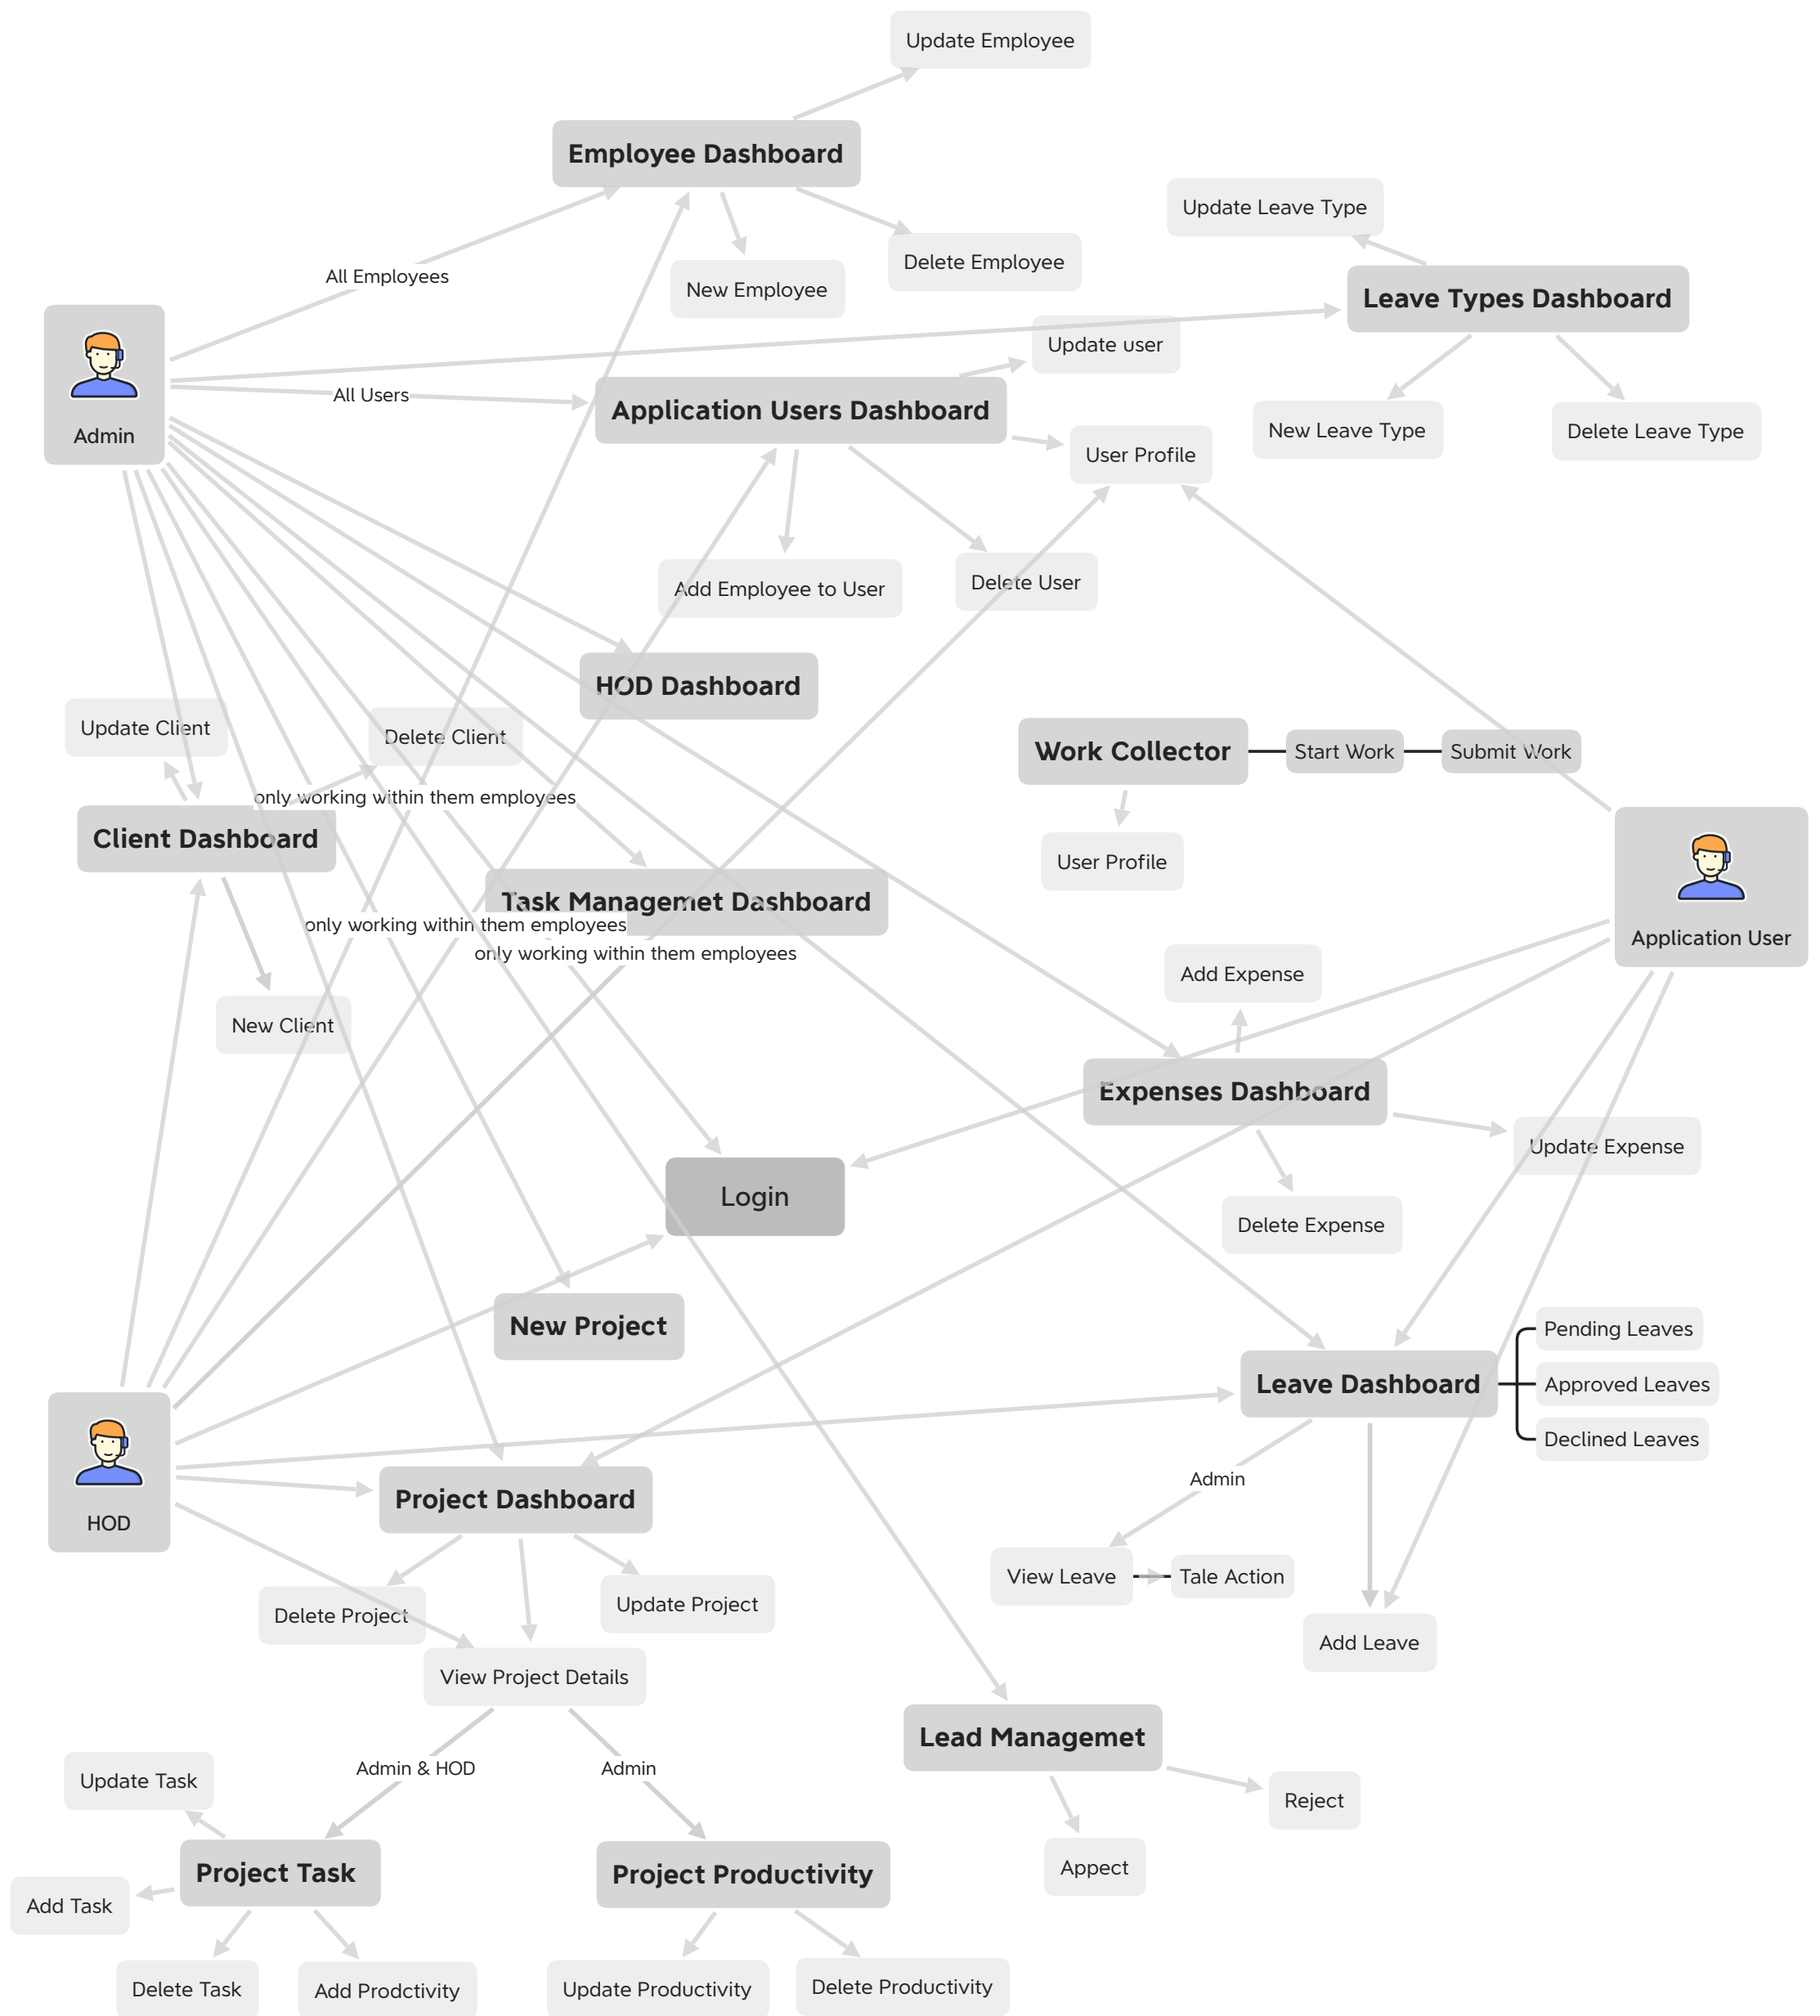 Update Employee
Employee Dashboard
Update Leave Type
Delete Employee
All Employees
New Employee
Leave Types Dashboard
Update user
All Users
Application Users Dashboard
Admin
New Leave Type
Delete Leave Type
User Profile
Add Employee to User
Delete User
HOD Dashboard
Update Client
Delete Client
Work Collector
Start Work
Submit Work
only working within them employees
Client Dashboard
User Profile
Task Managemet Dashboard
only working within them employees
Application User
only working within them employees
Add Expense
New Client
Expenses Dashboard
Update Expense
Login
Delete Expense
New Project
Pending Leaves
Leave Dashboard
Approved Leaves
Declined Leaves
Admin
Project Dashboard
HOD
View Leave
Tale Action
Delete Project
Update Project
Add Leave
View Project Details
Lead Managemet
Admin & HOD
Admin
Update Task
Reject
Project Task
Project Productivity
Appect
Add Task
Delete Task
Add Prodctivity
Update Productivity
Delete Productivity